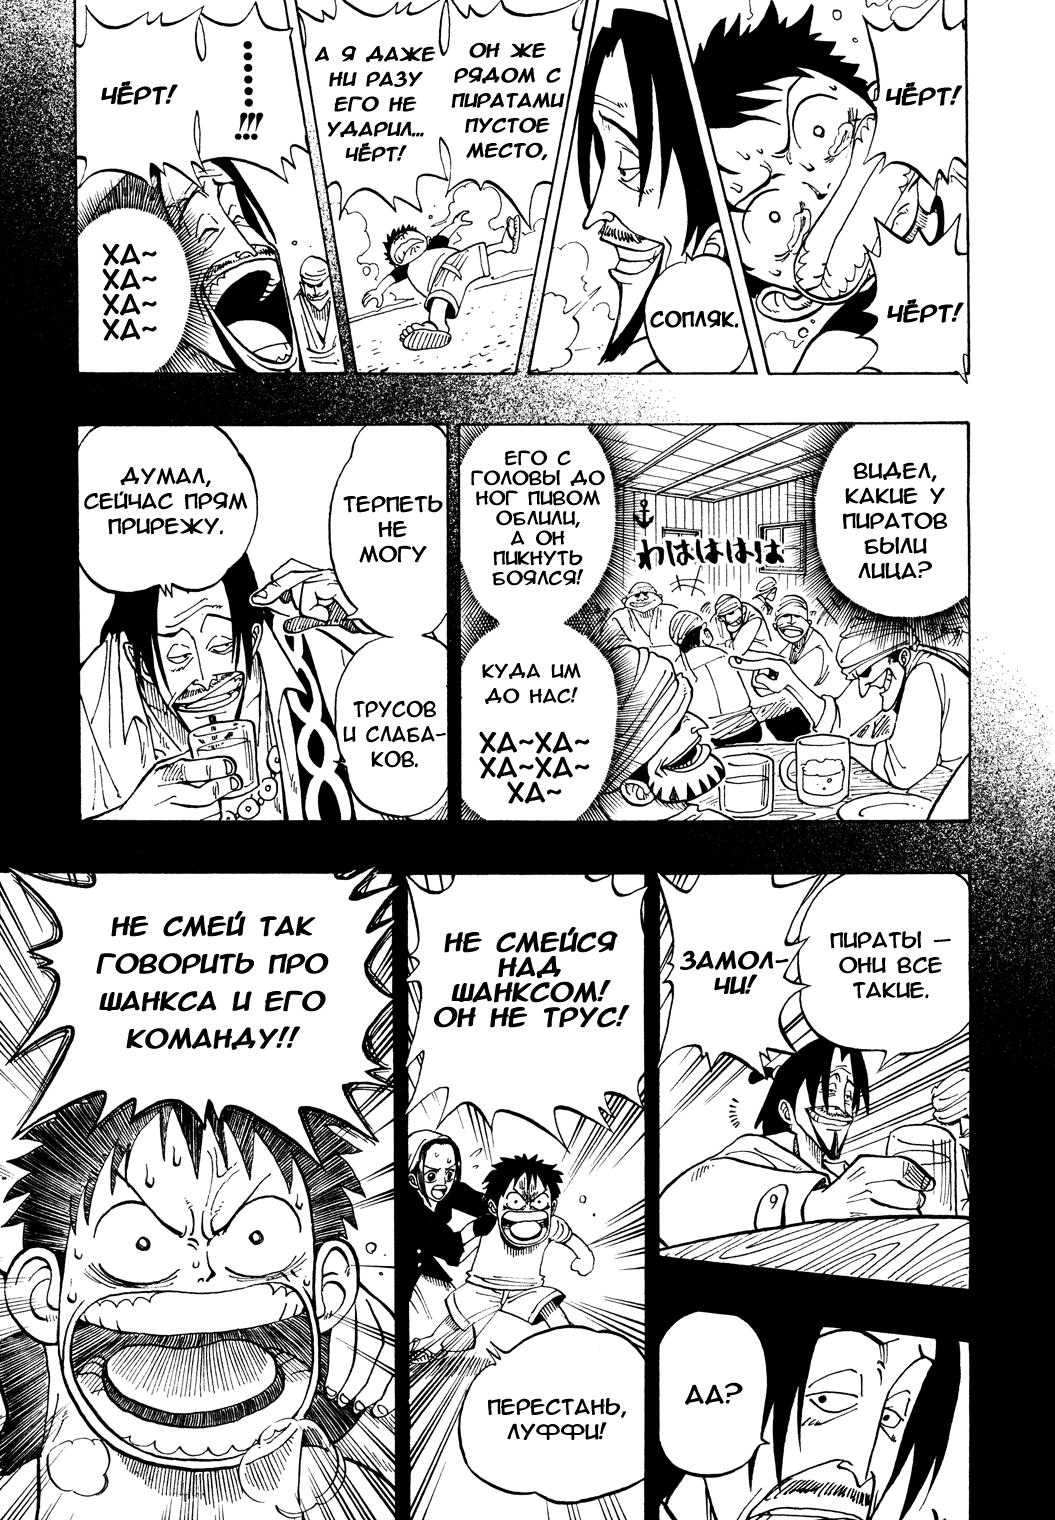 ЧЁРТ!
ЧЁРТ!
СОПЛЯК.
ОН ЖЕ
РЯДОМ С
ПИРАТАМИ
ПУСТОЕ
МЕСТО,
А Я ДАЖЕ
НИ РАЗУ
ЕГО НЕ
УДАРИЛ...
ЧЁРТ!
......!!!
ЧЁРТ!
ХА~
ХА~
ХА~
ХА~
ВИДЕЛ,
КАКИЕ У
ПИРАТОВ
БЫЛИ
ЛИЦА?
わはははは
ЕГО С
ГОЛОВЫ ДО
НОГ ПИВОМ
ОБЛИЛИ,
А ОН
ПИКНУТЬ
БОЯЛСЯ!
КУДА ИМ
ДО НАС!
ХА~ХА~
ХА~ХА~
ХА~
ТЕРПЕТЬ
НЕ
МОГУ
ТРУСОВ
И СЛАБА-
КОВ.
ДУМАЛ,
СЕЙЧАС ПРЯМ
ПРИРЕЖУ.
ПИРАТЫ –
ОНИ ВСЕ
ТАКИЕ.
ЗАМОЛ-
ЧИ!
ДА?
НЕ СМЕЙСЯ
НАД
ШАНКСОМ!
ОН НЕ ТРУС!
ПЕРЕСТАНЬ,
ЛУФФИ!
НЕ СМЕЙ ТАК
ГОВОРИТЬ ПРО
ШАНКСА И ЕГО
КОМАНДУ!!